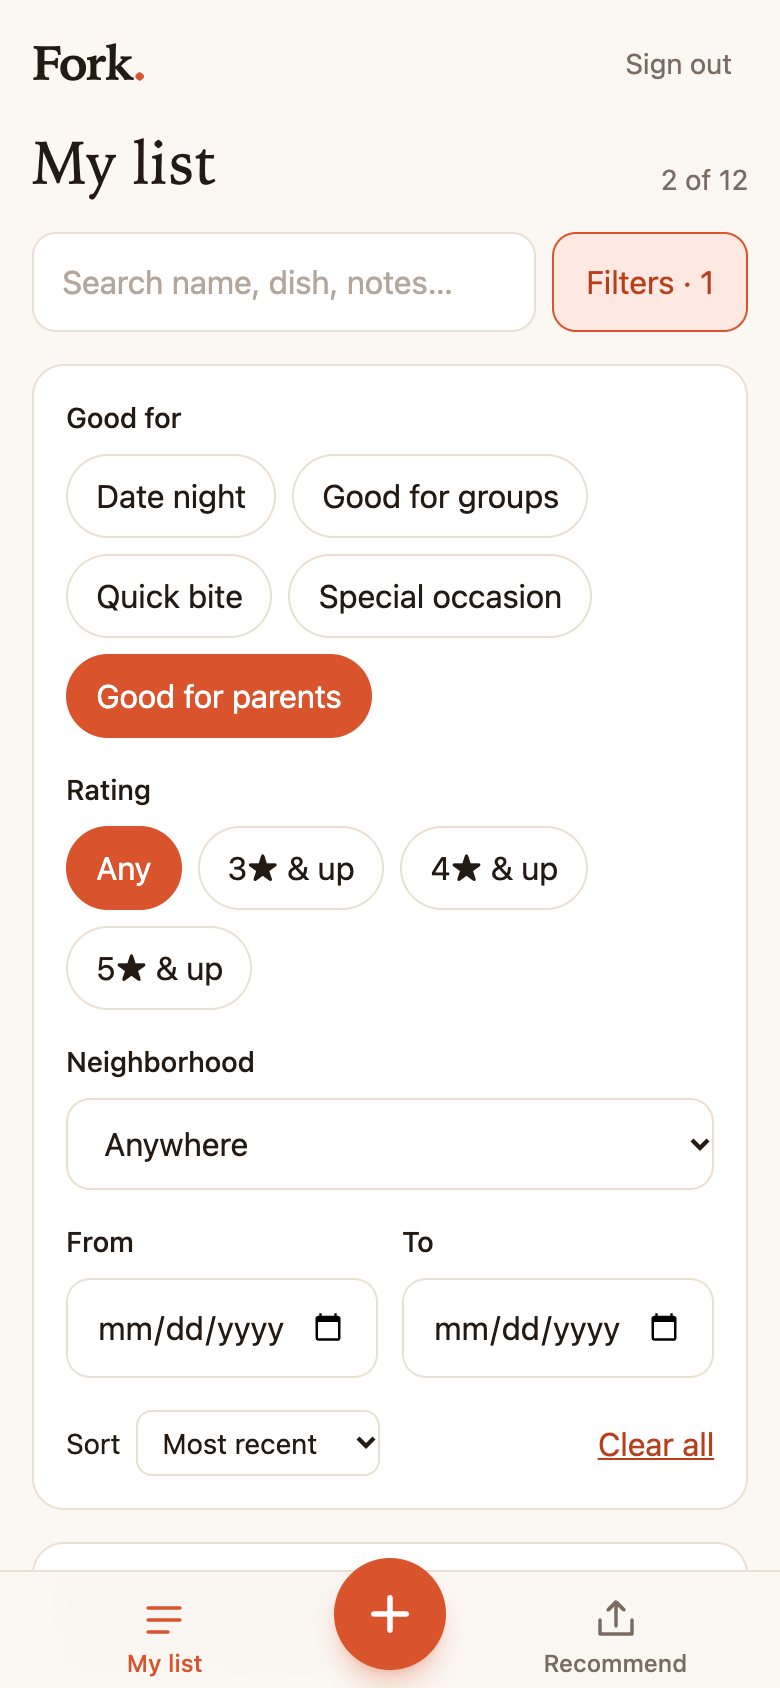 Fork.
Sign out
My list
2 of 12
Search name, dish, notes...
Filters · 1
Good for
Date night
Good for groups
Quick bite
Special occasion
Good for parents
Rating
Any
3★ & up
4★ & up
5★ & up
Neighborhood
Anywhere
From
To
mm/dd/yyyy
mm/dd/yyyy
Sort
Most recent
Clear all
My list
Recommend